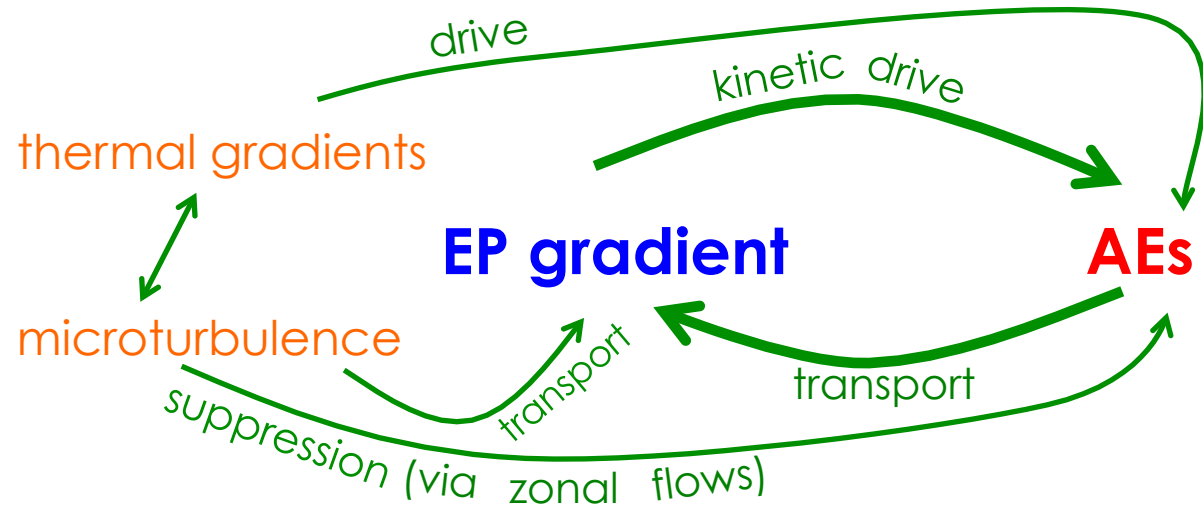 drive
kinetic drive
thermal gradients
EP gradient
AEs
microturbulence
transport
transport
suppression (via zonal flows)